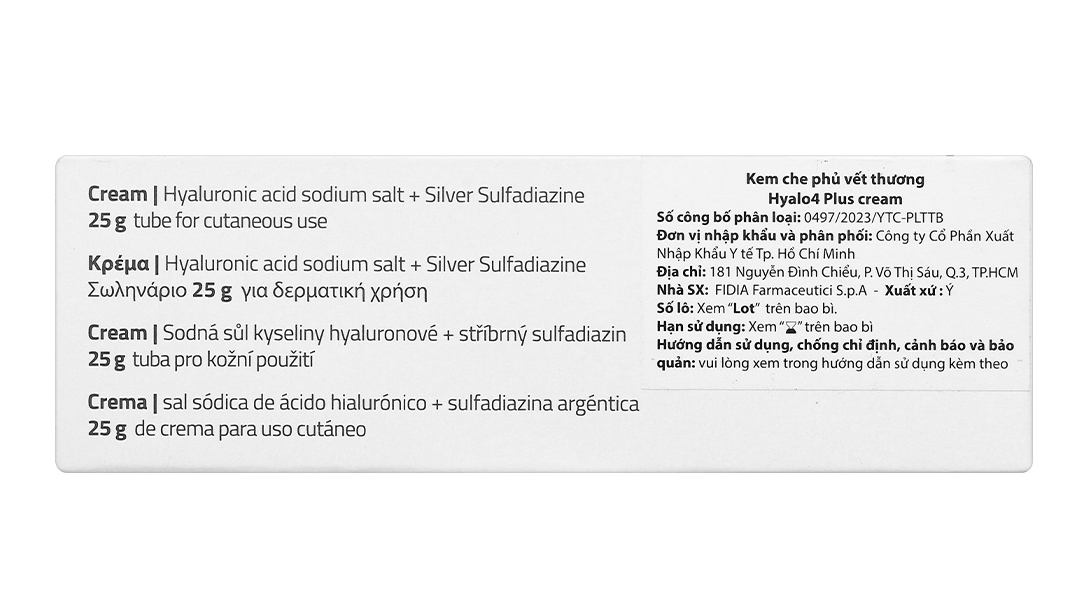 Cream | Hyaluronic acid sodium salt + Silver Sulfadiazine
25 g tube for cutaneous use
Κρέμα | Hyaluronic acid sodium salt + Silver Sulfadiazine
Σωληνάριο 25 g για δερματική χρήση
Cream | Sodná sůl kyseliny hyaluronové + stříbrný sulfadiazin
25 g tuba pro kožní použití
Crema | sal sódica de ácido hialurónico + sulfadiazina argéntica
25 g de crema para uso cutáneo
Kem che phủ vết thương
Hyalo4 Plus cream
Số công bố phân loại: 0497/2023/YTC-PLTTB
Đơn vị nhập khẩu và phân phối: Công ty Cổ Phần Xuất
Nhập Khẩu Y tế Tp. Hồ Chí Minh
Địa chỉ: 181 Nguyễn Đình Chiểu, P. Võ Thị Sáu, Q.3, TP.HCM
Nhà SX: FIDIA Farmaceutici S.p.A - Xuất xứ : Ý
Số lô: Xem "Lot" trên bao bì.
Hạn sử dụng: Xem "⌛" trên bao bì
Hướng dẫn sử dụng, chống chỉ định, cảnh báo và bảo
quản: vui lòng xem trong hướng dẫn sử dụng kèm theo